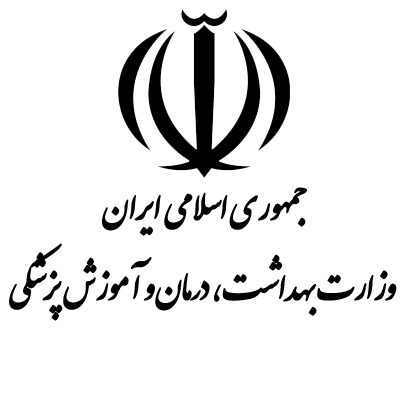 جمهوری اسلامی ایران
وزارت بهداشت، درمان و آموزش پزشکی